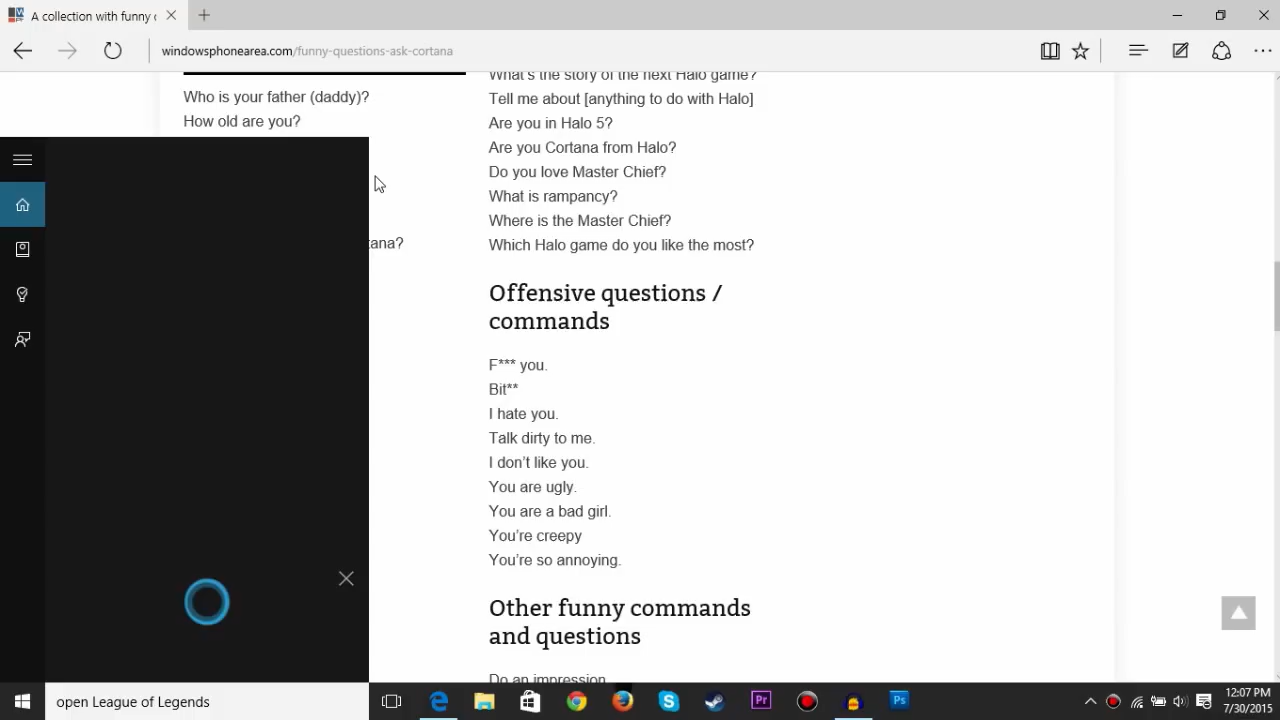 A collection with funny
windowsphonearea.com/funny-questions-ask-cortana
Who is your father (daddy)?
How old are you?
tana?
What's the story of the next Halo game?
Tell me about [anything to do with Halo]
Are you in Halo 5?
Are you Cortana from Halo?
Do you love Master Chief?
What is rampancy?
Where is the Master Chief?
Which Halo game do you like the most?
Offensive questions /
commands
F*** you.
Bit**
I hate you.
Talk dirty to me.
I don't like you.
You are ugly.
You are a bad girl.
You're creepy
You're so annoying.
Other funny commands
and questions
Do an impression
open League of Legends
Pr
Ps
12:07 PM
7/30/2015